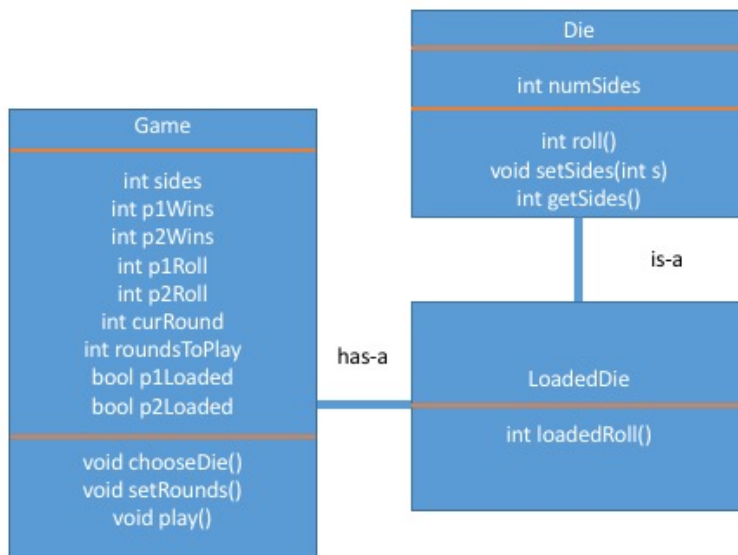 Die
int numSides
int roll()
void setSides(int s)
int getSides()
Game
int sides
int p1Wins
int p2Wins
int p1Roll
int p2Roll
int curRound
int roundsToPlay
bool p1Loaded
bool p2Loaded
void chooseDie()
void setRounds()
void play()
is-a
has-a
LoadedDie
int loadedRoll()